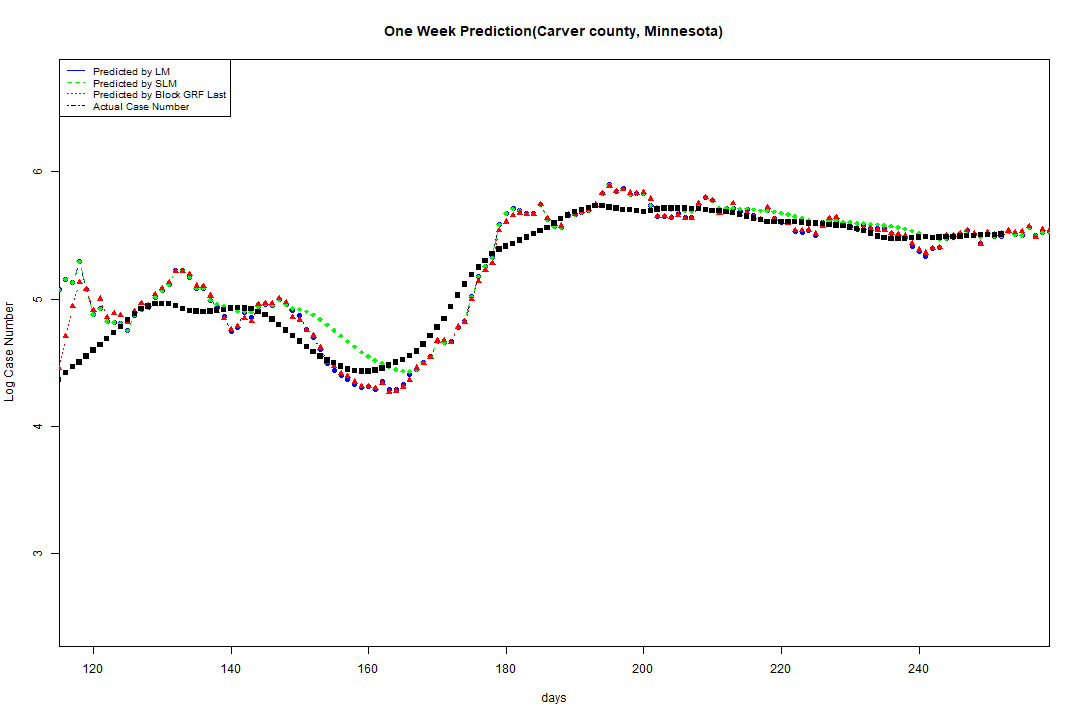 One Week Prediction(Carver county, Minnesota)
Predicted by LM
Predicted by SLM
Predicted by Block GRF Last
Actual Case Number
6
5
4
3
Log Case Number
120 140 160 180 200 220 240
days